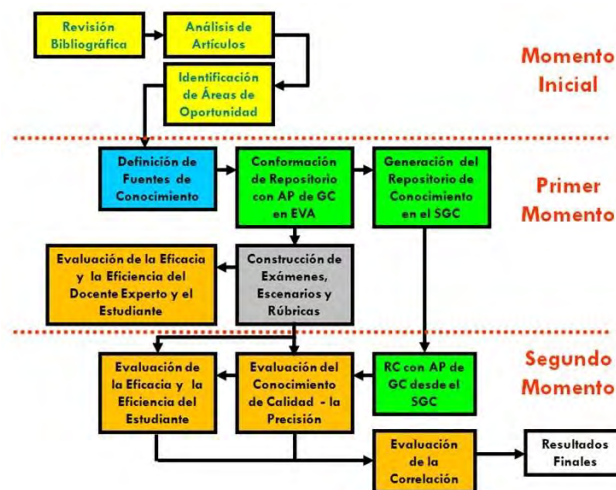 Revisión
Bibliográfica
Análisis de
Artículos
Identificación
de Áreas de
Oportunidad
Momento
Inicial
Definición de
Fuentes de
Conocimiento
Conformación
de Repositorio
con AP de GC
en EVA
Generación del
Repositorio de
Conocimiento
en el SGC
Primer
Momento
Evaluación de la Eficacia
y la Eficiencia del
Docente Experto y el
Estudiante
Construcción de
Exámenes,
Escenarios y
Rúbricas
Segundo
Momento
Evaluación de
la Eficacia y la
Eficiencia del
Estudiante
Evaluación del
Conocimiento
de Calidad - la
Precisión
RC con AP de
GC desde el
SGC
Evaluación
de la
Correlación
Resultados
Finales